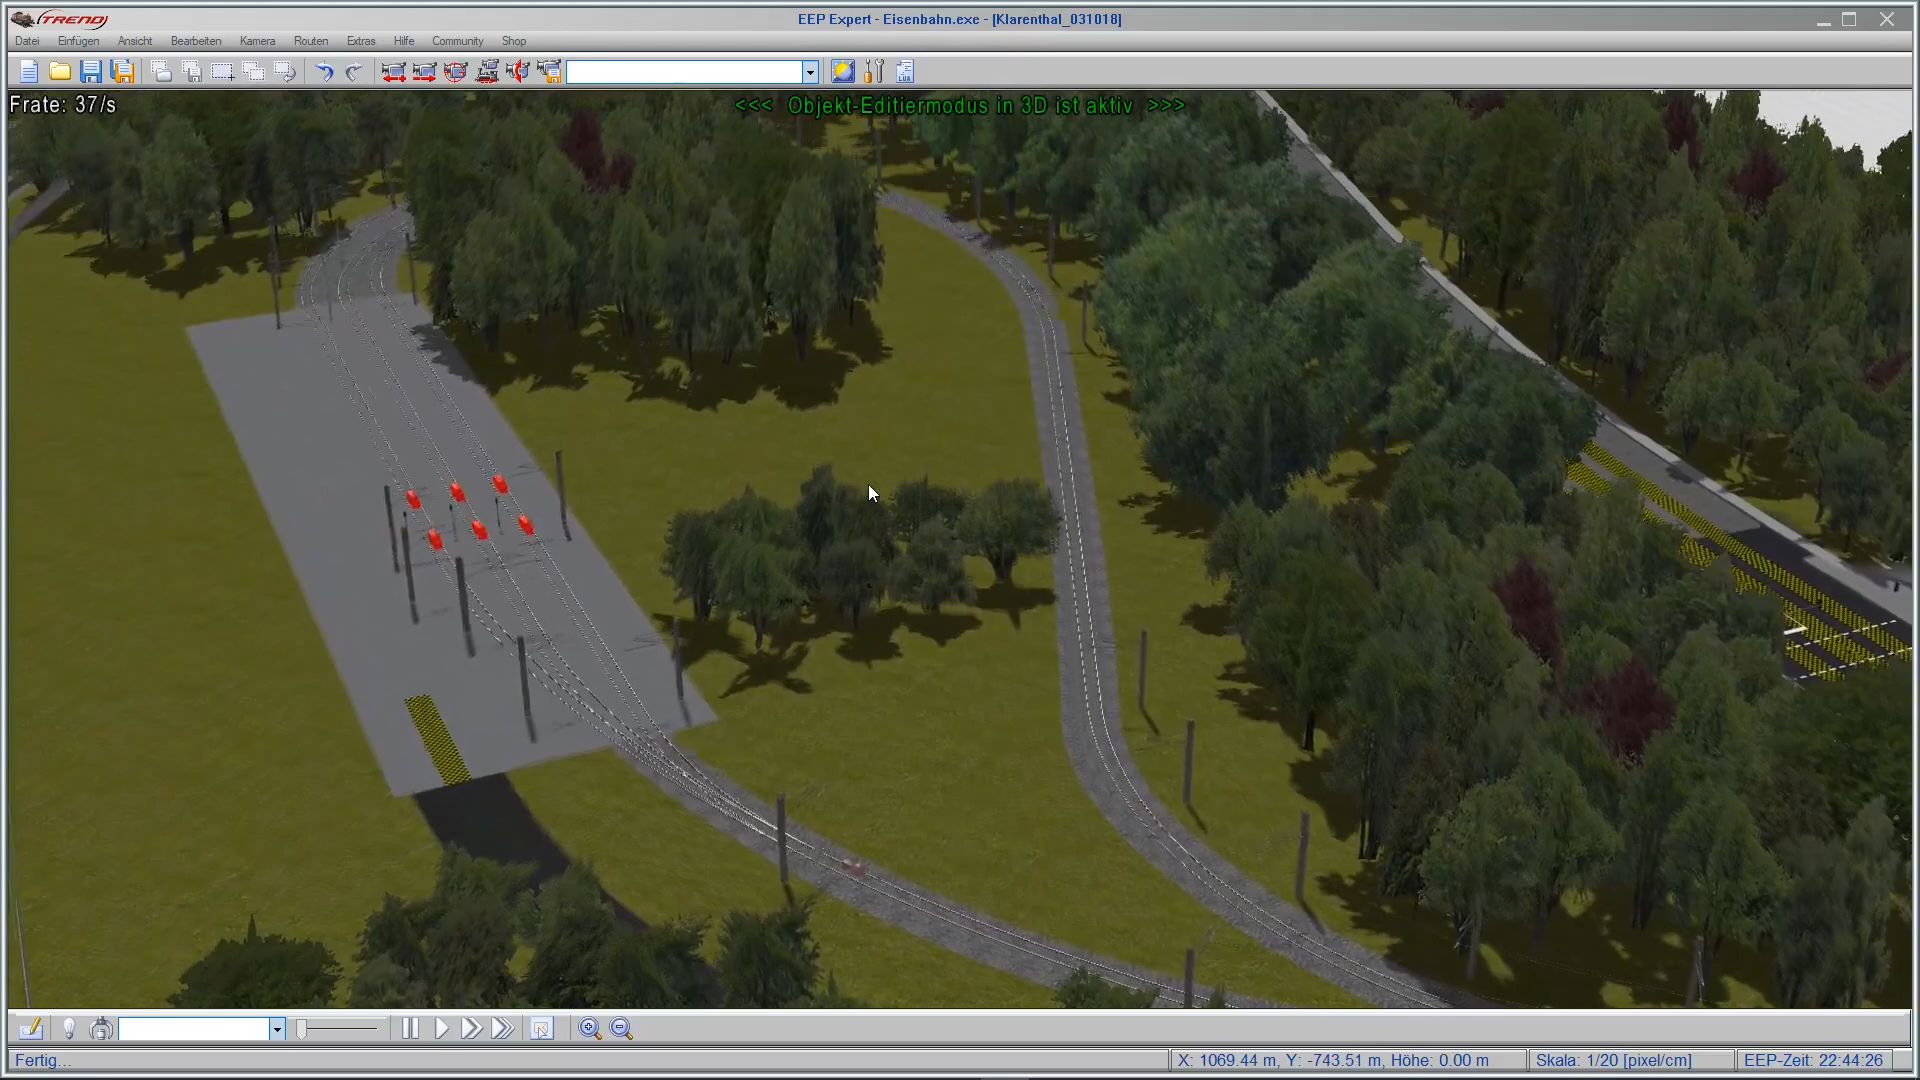 TREND
EEP Expert - Eisenbahn.exe - [Klarenthal_031018]
Datei Einfügen Ansicht Bearbeiten Kamera Routen Extras Hilfe Community Shop
LUA
Frate: 37/s
<<< Objekt-Editiermodus in 3D ist aktiv >>>
Fertig...
X: 1069.44 m, Y: -743.51 m, Höhe: 0.00 m
Skala: 1/20 [pixel/cm]
EEP-Zeit: 22:44:26